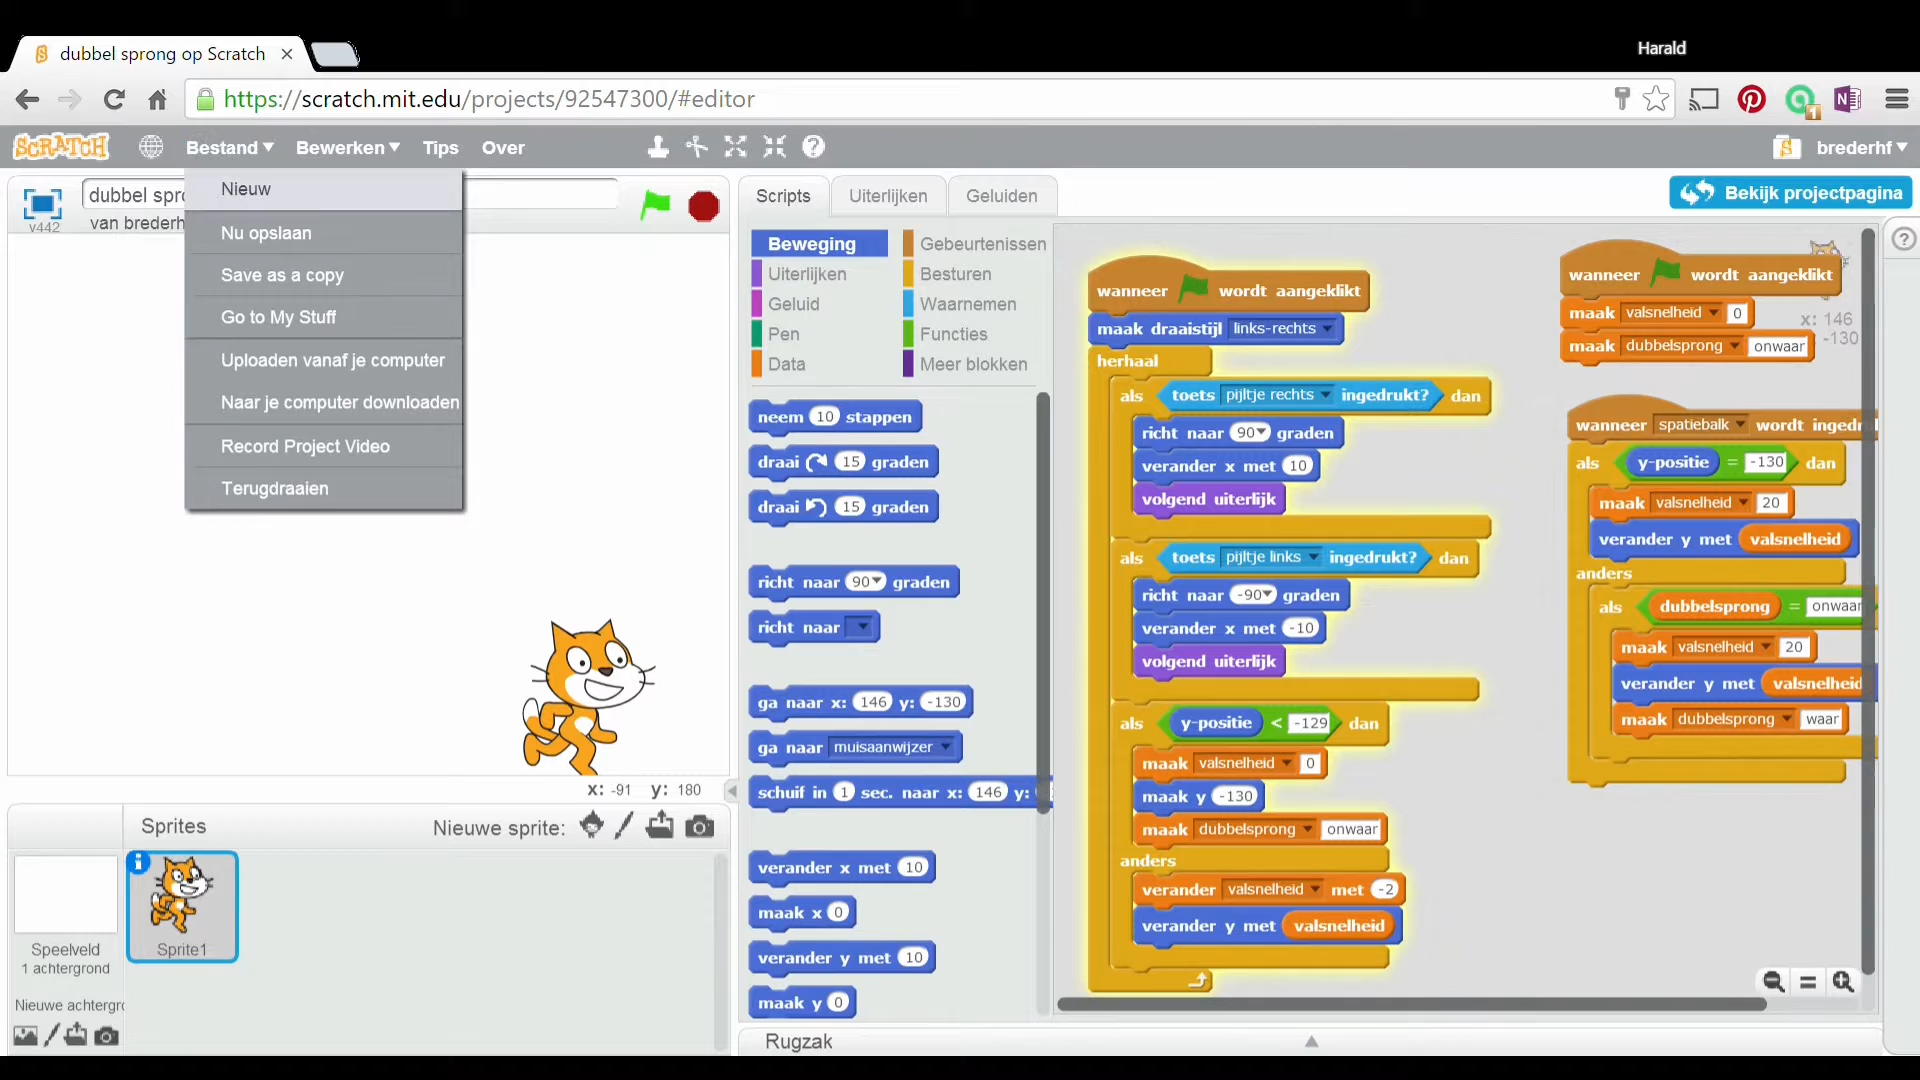 dubbel sprong op Scratch
Harald
https://scratch.mit.edu/projects/92547300/#editor
1
N
SCRATCH
Bestand
Bewerken
Tips
Over
brederhf
Nieuw
Nu opslaan
Save as a copy
Go to My Stuff
Uploaden vanaf je computer
Naar je computer downloaden
Record Project Video
Terugdraaien
v442
dubbel spro
van brederh
Scripts
Uiterlijken
Geluiden
Bekijk projectpagina
Beweging
Uiterlijken
Geluid
Pen
Data
Gebeurtenissen
Besturen
Waarnemen
Functies
Meer blokken
neem 10 stappen
draai 15 graden
draai 15 graden
richt naar 90 graden
richt naar
ga naar x: 146 y: -130
ga naar muisaanwijzer
schuif in 1 sec. naar x: 146 y:
verander x met 10
maak x 0
verander y met 10
maak y 0
wanneer wordt aangeklikt
maak draaistijl links-rechts
herhaal
als toets pijltje rechts ingedrukt? dan
richt naar 90 graden
verander x met 10
volgend uiterlijk
als toets pijltje links ingedrukt? dan
richt naar -90 graden
verander x met -10
volgend uiterlijk
als y-positie < -129 dan
maak valsnelheid 0
maak y -130
maak dubbelsprong onwaar
anders
verander valsnelheid met -2
verander y met valsnelheid
wanneer wordt aangeklikt
maak valsnelheid 0
maak dubbelsprong onwaar
x: 146
-130
wanneer spatiebalk wordt ingedru
als y-positie = -130 dan
maak valsnelheid 20
verander y met valsnelheid
anders
als dubbelsprong = onwaar
maak valsnelheid 20
verander y met valsnelheid
maak dubbelsprong waar
x: -91 y: 180
Sprites
Nieuwe sprite:
Speelveld
1 achtergrond
Nieuwe achtergro
Sprite1
Rugzak